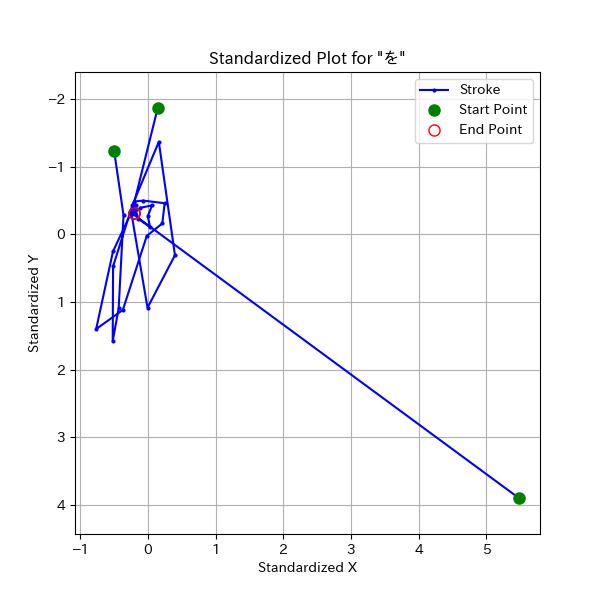 Standardized Plot for "を"
Stroke
Start Point
End Point
Standardized Y
−2
−1
0
1
2
3
4
−1 0 1 2 3 4 5
Standardized X